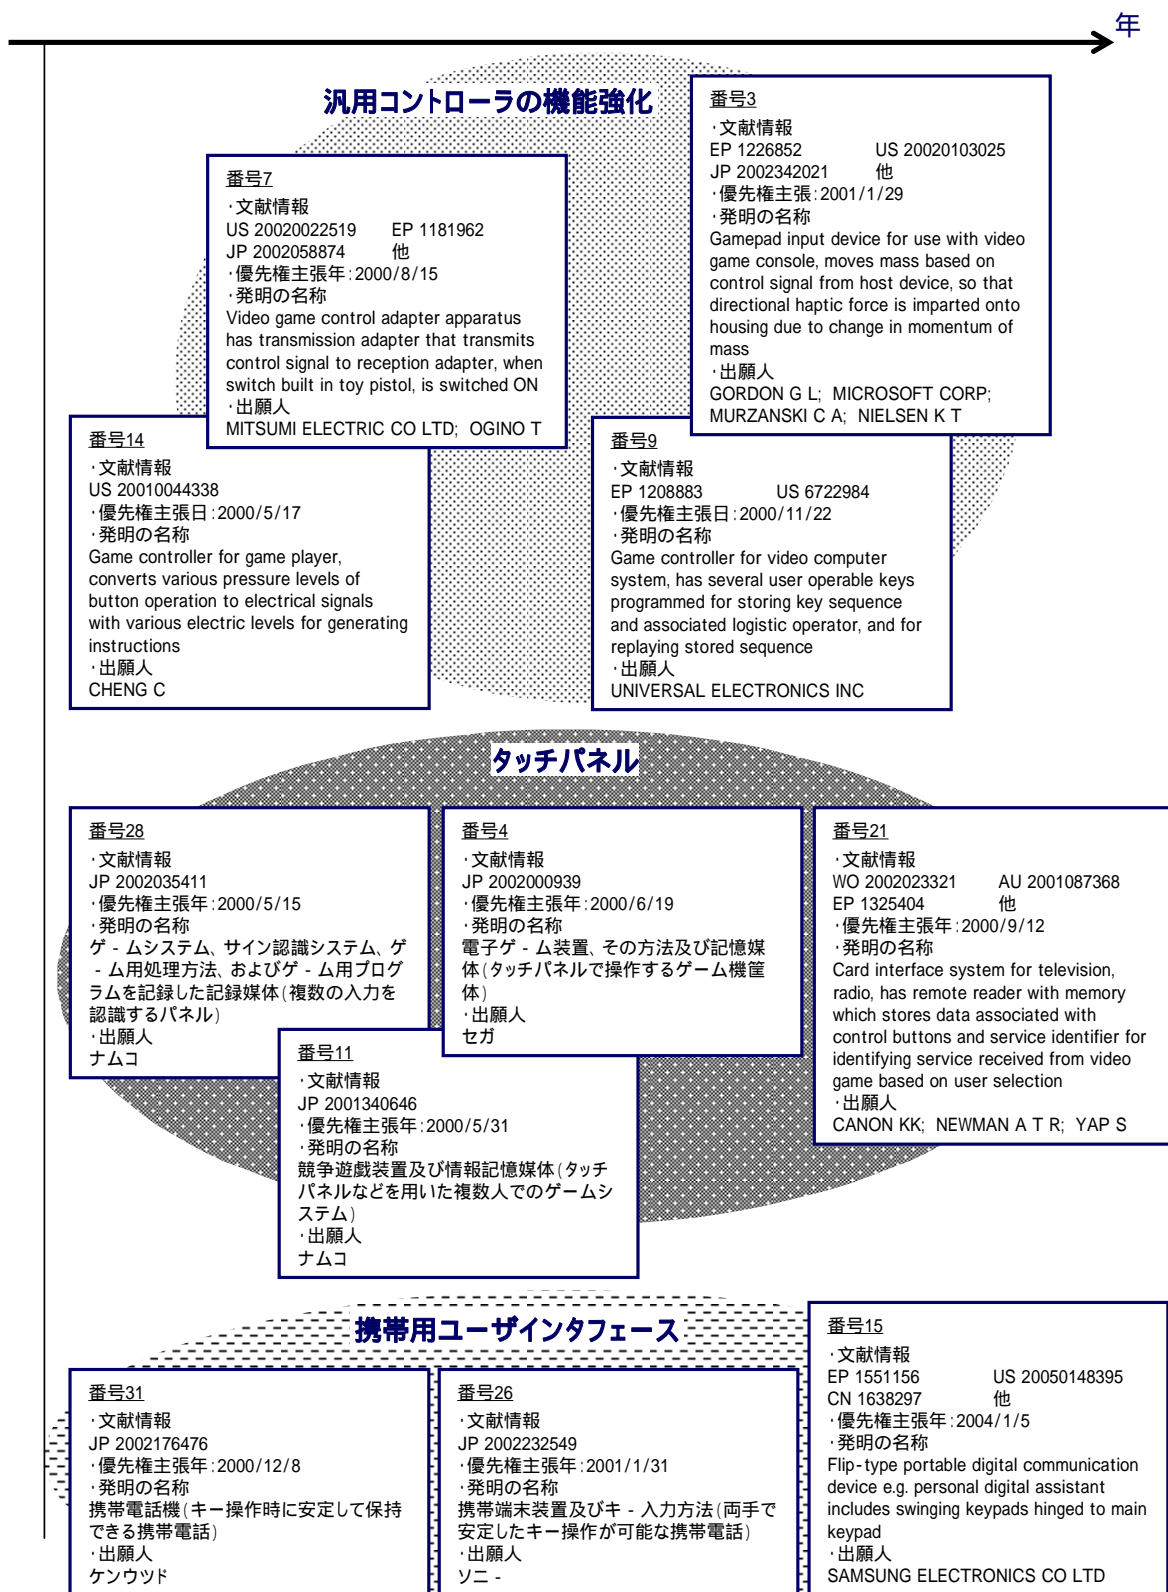 年
汎用コントローラの機能強化
番号3
・文献情報
EP 1226852 US 20020103025
JP 2002342021 他
・優先権主張:2001/1/29
・発明の名称
Gamepad input device for use with video
game console, moves mass based on
control signal from host device, so that
directional haptic force is imparted onto
housing due to change in momentum of
mass
・出願人
GORDON G L; MICROSOFT CORP;
MURZANSKI C A; NIELSEN K T
番号7
・文献情報
US 20020022519 EP 1181962
JP 2002058874 他
・優先権主張年:2000/8/15
・発明の名称
Video game control adapter apparatus
has transmission adapter that transmits
control signal to reception adapter, when
switch built in toy pistol, is switched ON
・出願人
MITSUMI ELECTRIC CO LTD; OGINO T
番号14
・文献情報
US 20010044338
・優先権主張日:2000/5/17
・発明の名称
Game controller for game player,
converts various pressure levels of
button operation to electrical signals
with various electric levels for generating
instructions
・出願人
CHENG C
番号9
・文献情報
EP 1208883 US 6722984
・優先権主張日:2000/11/22
・発明の名称
Game controller for video computer
system, has several user operable keys
programmed for storing key sequence
and associated logistic operator, and for
replaying stored sequence
・出願人
UNIVERSAL ELECTRONICS INC
タッチパネル
番号28
・文献情報
JP 2002035411
・優先権主張年:2000/5/15
・発明の名称
ゲ-ムシステム、サイン認識システム、ゲ
-ム用処理方法、およびゲ-ム用プログ
ラムを記録した記録媒体(複数の入力を
認識するパネル)
・出願人
ナムコ
番号4
・文献情報
JP 2002000939
・優先権主張年:2000/6/19
・発明の名称
電子ゲ-ム装置、その方法及び記憶媒
体(タッチパネルで操作するゲーム機筐
体)
・出願人
セガ
番号21
・文献情報
WO 2002023321 AU 2001087368
EP 1325404 他
・優先権主張年:2000/9/12
・発明の名称
Card interface system for television,
radio, has remote reader with memory
which stores data associated with
control buttons and service identifier for
identifying service received from video
game based on user selection
・出願人
CANON KK; NEWMAN A T R; YAP S
番号11
・文献情報
JP 2001340646
・優先権主張年:2000/5/31
・発明の名称
競争遊戯装置及び情報記憶媒体(タッチ
パネルなどを用いた複数人でのゲームシ
ステム)
・出願人
ナムコ
携帯用ユーザインタフェース
番号31
・文献情報
JP 2002176476
・優先権主張年:2000/12/8
・発明の名称
携帯電話機(キー操作時に安定して保持
できる携帯電話)
・出願人
ケンウッド
番号26
・文献情報
JP 2002232549
・優先権主張年:2001/1/31
・発明の名称
携帯端末装置及びキ-入力方法(両手で
安定したキー操作が可能な携帯電話)
・出願人
ソニ-
番号15
・文献情報
EP 1551156 US 20050148395
CN 1638297 他
・優先権主張年:2004/1/5
・発明の名称
Flip-type portable digital communication
device e.g. personal digital assistant
includes swinging keypads hinged to main
keypad
・出願人
SAMSUNG ELECTRONICS CO LTD